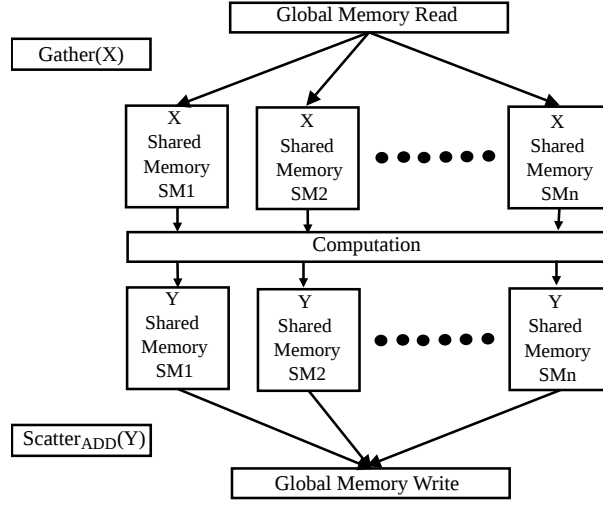 Global Memory Read
Gather(X)
X
Shared
Memory
SM1
X
Shared
Memory
SM2
X
Shared
Memory
SMn
Computation
Y
Shared
Memory
SM1
Y
Shared
Memory
SM2
Y
Shared
Memory
SMn
ScatterADD(Y)
Global Memory Write